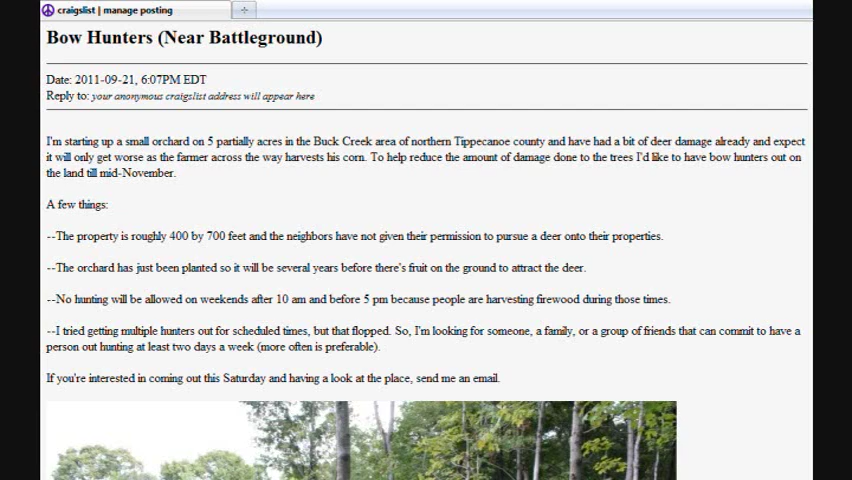 craigslist | manage posting
Bow Hunters (Near Battleground)
Date: 2011-09-21, 6:07PM EDT
Reply to: your anonymous craigslist address will appear here
I'm starting up a small orchard on 5 partially acres in the Buck Creek area of northern Tippecanoe county and have had a bit of deer damage already and expect
it will only get worse as the farmer across the way harvests his corn. To help reduce the amount of damage done to the trees I'd like to have bow hunters out on
the land till mid-November.
A few things:
--The property is roughly 400 by 700 feet and the neighbors have not given their permission to pursue a deer onto their properties.
--The orchard has just been planted so it will be several years before there's fruit on the ground to attract the deer.
--No hunting will be allowed on weekends after 10 am and before 5 pm because people are harvesting firewood during those times.
--I tried getting multiple hunters out for scheduled times, but that flopped. So, I'm looking for someone, a family, or a group of friends that can commit to have a
person out hunting at least two days a week (more often is preferable).
If you're interested in coming out this Saturday and having a look at the place, send me an email.